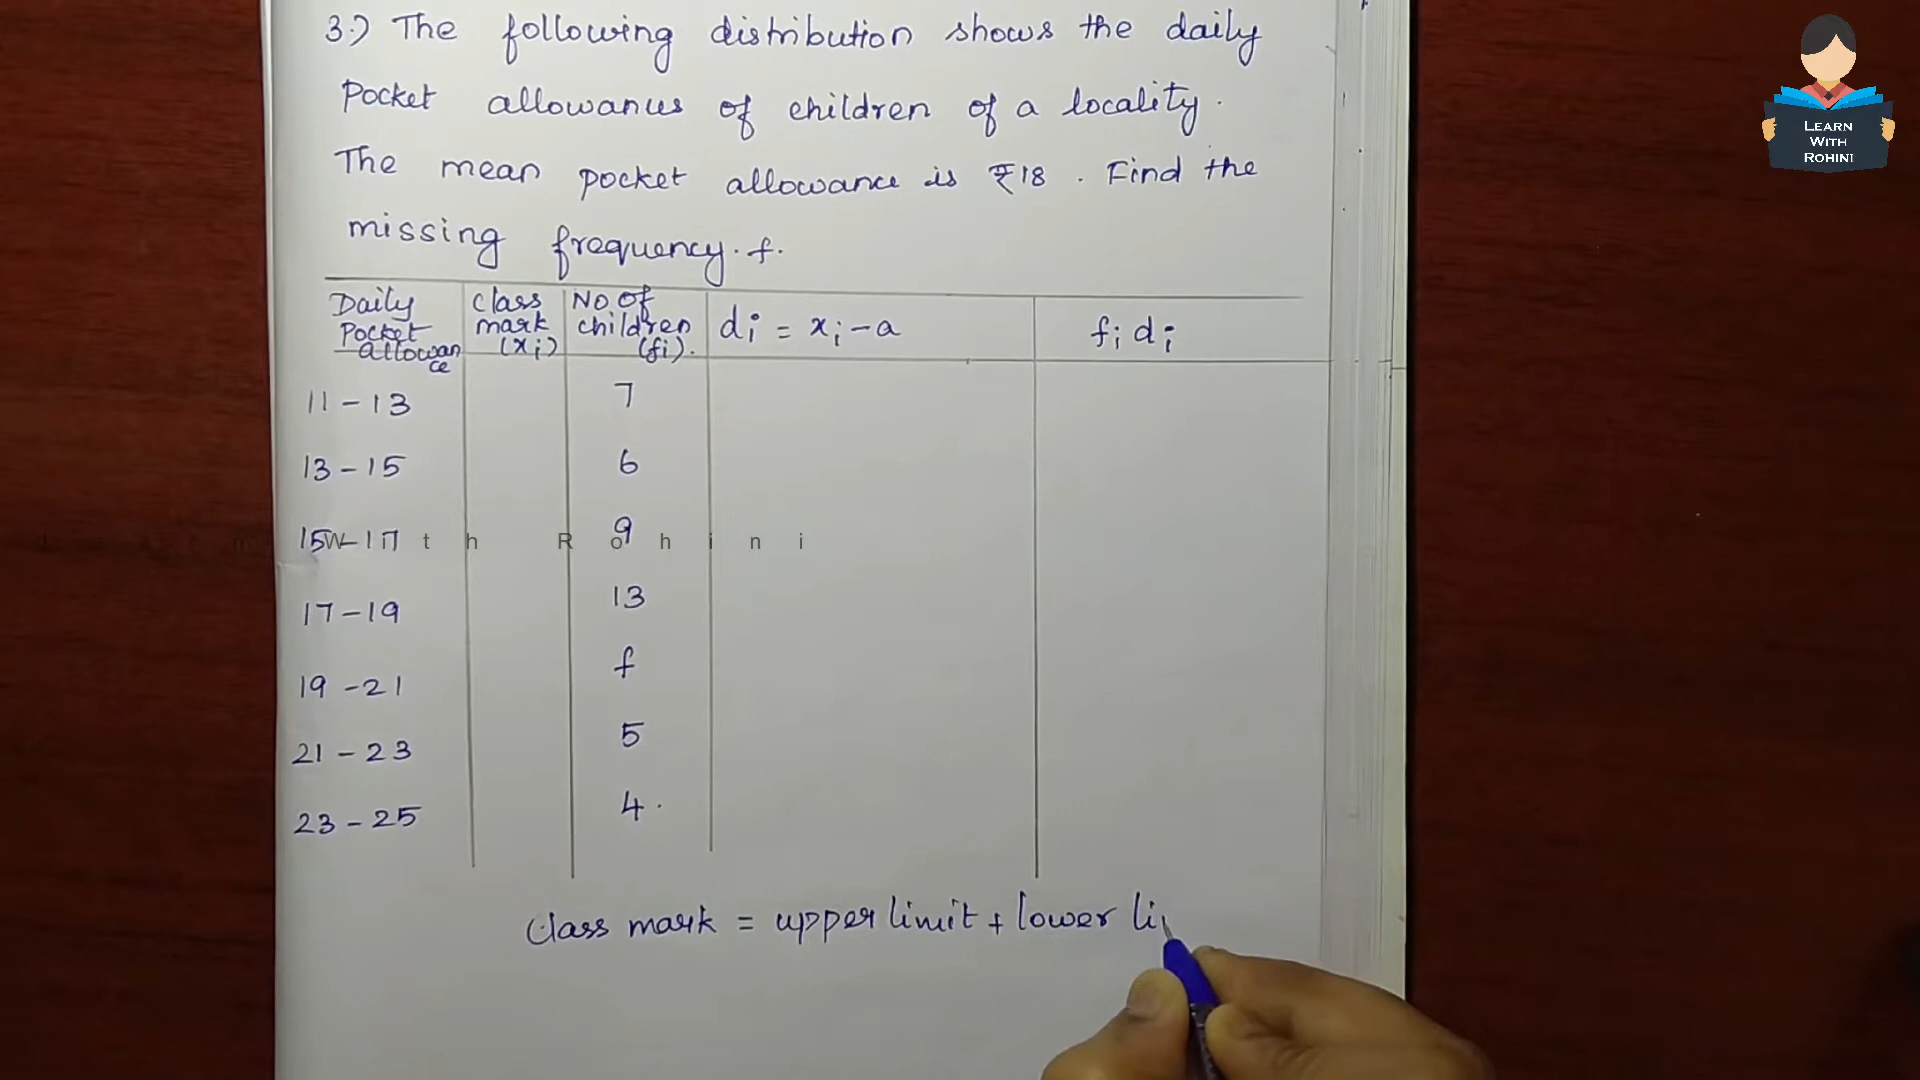 3.) The following distribution shows the daily
Pocket allowances of children of a locality.
The mean pocket allowance is ₹18. Find the
missing frequency. f.
Daily Pocket allowance | class mark (xi) | No. of children (fi). | di = xi - a | fi di
11 - 13 | 7
13 - 15 | 6
15 - 17 | 9
17 - 19 | 13
19 - 21 | f
21 - 23 | 5
23 - 25 | 4.
class mark = upper limit + lower li
With Rohini
LEARN
WITH
ROHINI